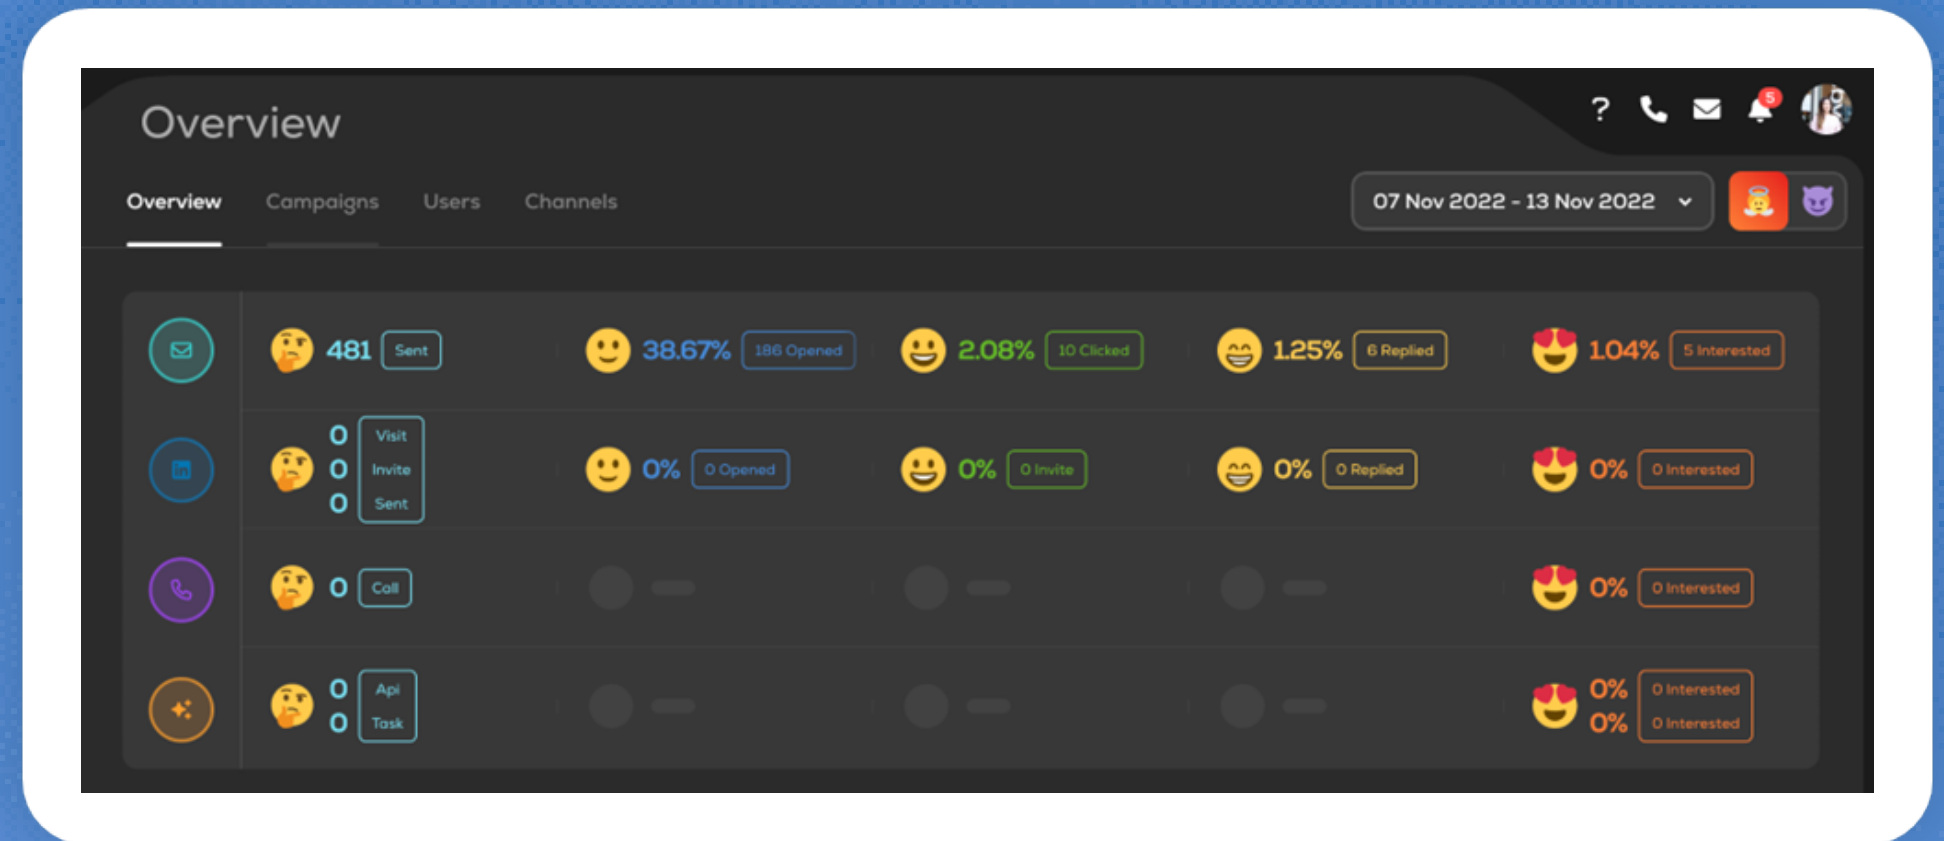 Overview
?
5
Overview Campaigns Users Channels
07 Nov 2022 - 13 Nov 2022
481 Sent 38.67% 186 Opened 2.08% 10 Clicked 1.25% 6 Replied 1.04% 5 Interested
0 Visit
0 Invite
0 Sent
0% 0 Opened 0% 0 Invite 0% 0 Replied 0% 0 Interested
0 Call 0% 0 Interested
0 Api 0% 0 Interested
0 Task 0% 0 Interested